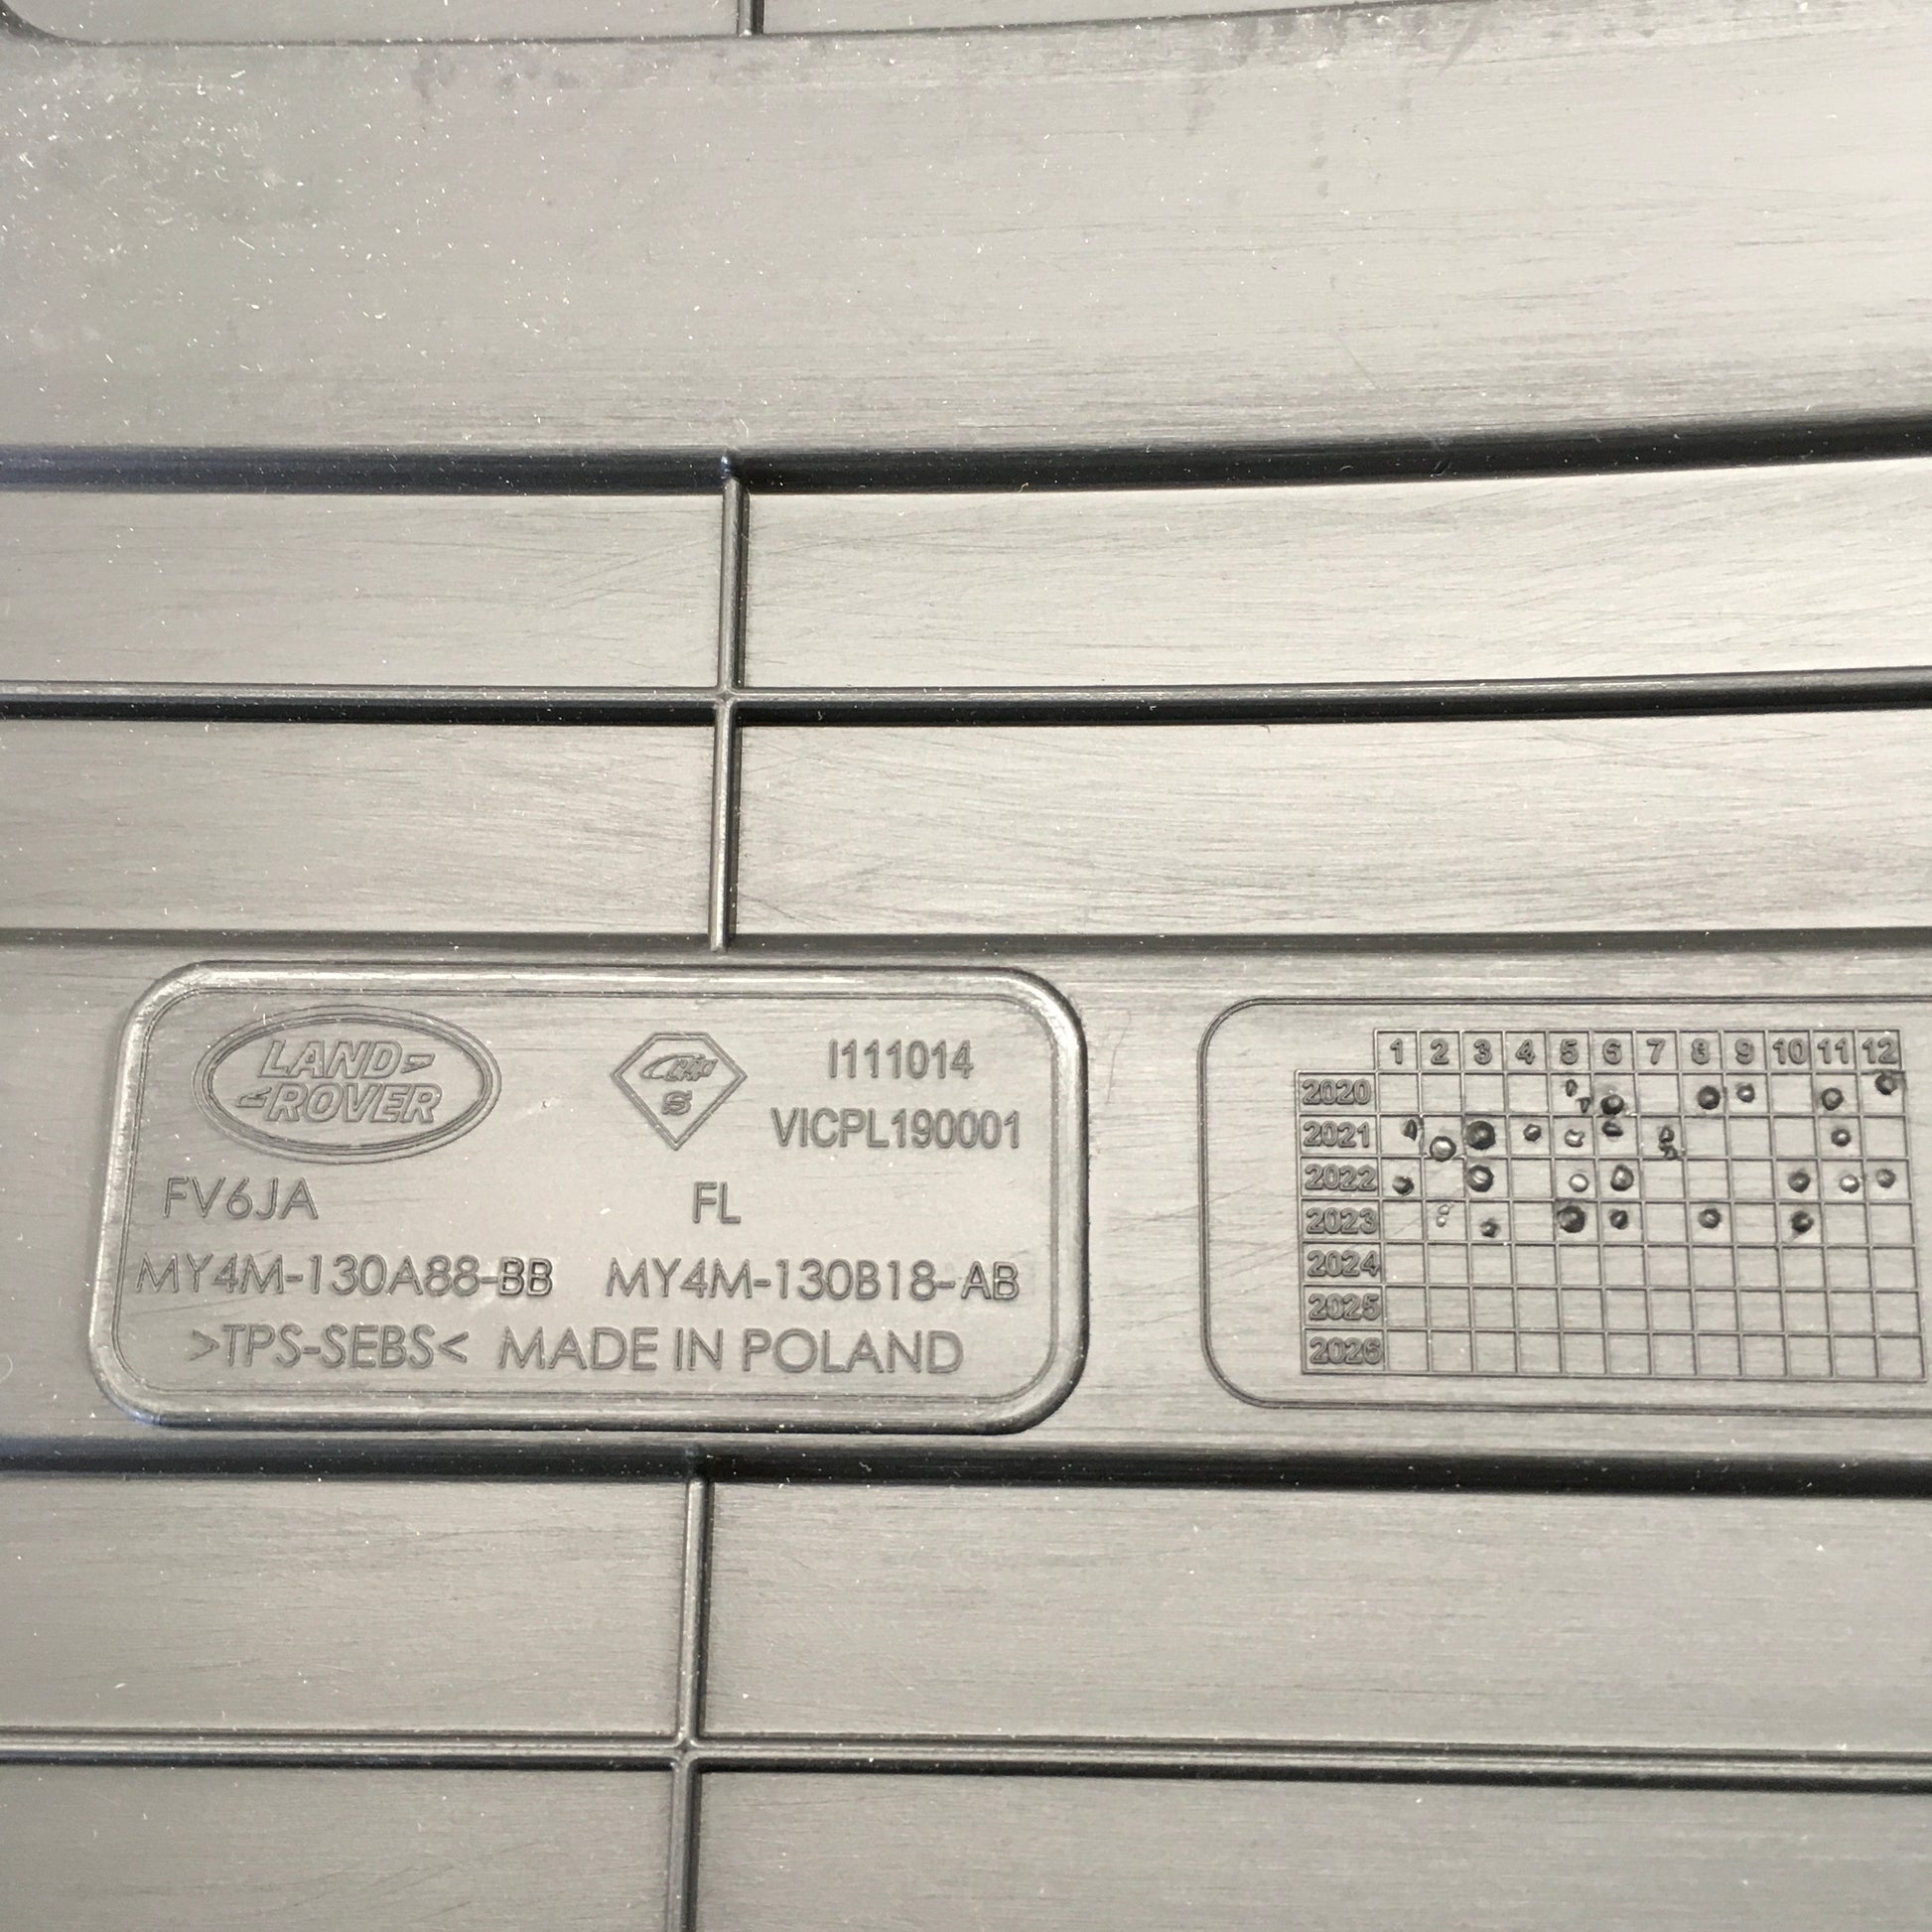 LAND
ROVER
S
I111014
VICPL190001
FV6JA FL
MY4M-130A88-BB MY4M-130B18-AB
>TPS-SEBS< MADE IN POLAND
1 2 3 4 5 6 7 8 9 10 11 12
2020
2021
2022
2023
2024
2025
2026